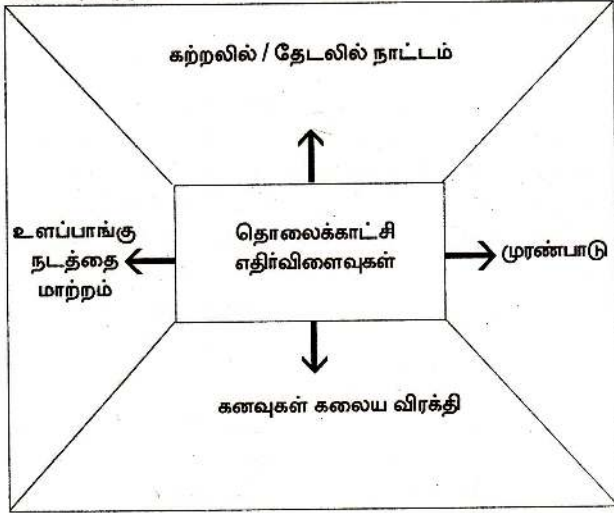 கற்றலில் / தேடலில் நாட்டம்
உளப்பாங்கு
நடத்தை
மாற்றம்
தொலைக்காட்சி
எதிர்விளைவுகள்
முரண்பாடு
கனவுகள் கலைய விரக்தி